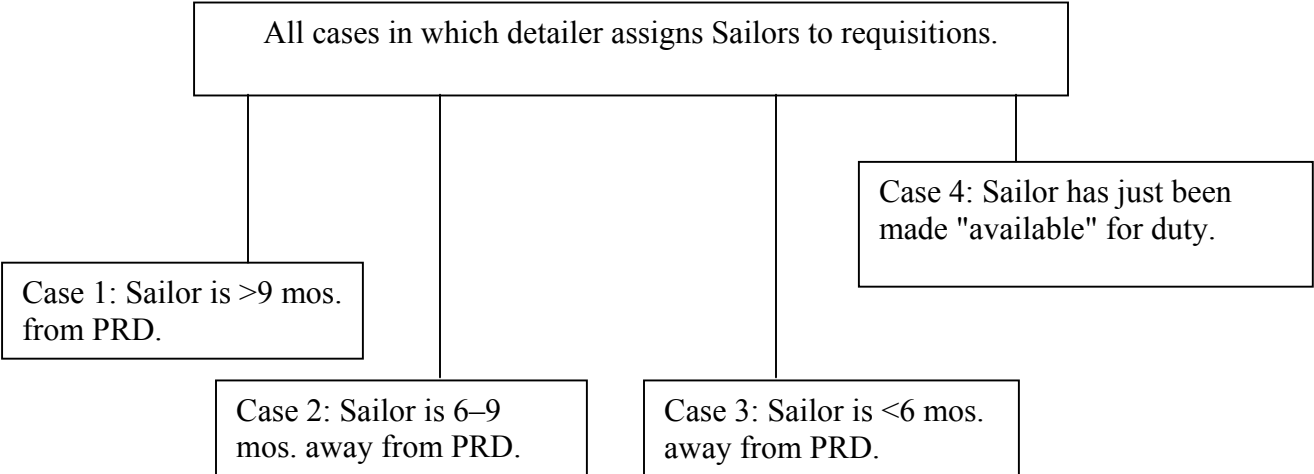 All cases in which detailer assigns Sailors to requisitions.
Case 4: Sailor has just been
made "available" for duty.
Case 1: Sailor is >9 mos.
from PRD.
Case 2: Sailor is 6–9
mos. away from PRD.
Case 3: Sailor is <6 mos.
away from PRD.